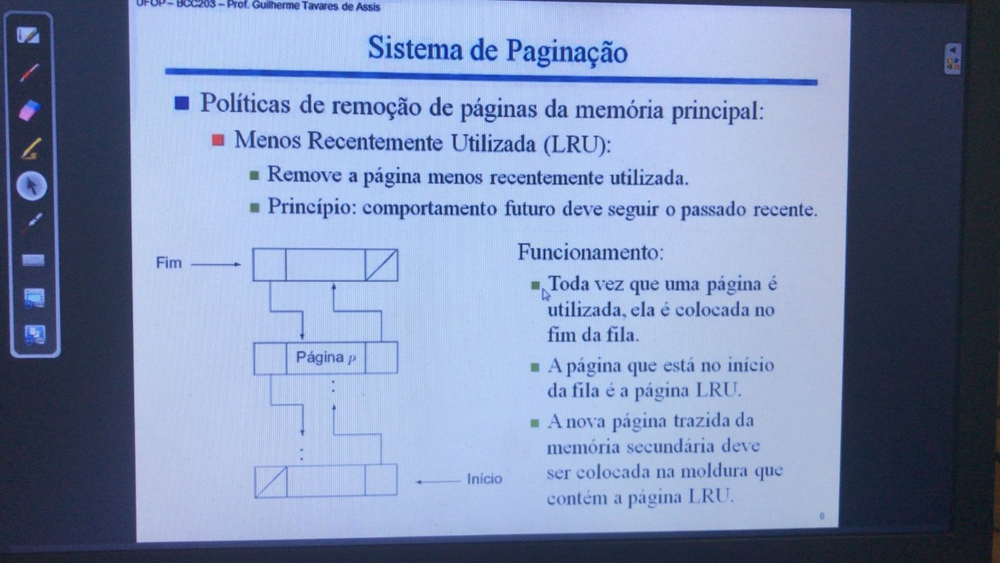 UFOP – BCC203 – Prof. Guilherme Tavares de Assis
Sistema de Paginação
Políticas de remoção de páginas da memória principal:
Menos Recentemente Utilizada (LRU):
Remove a página menos recentemente utilizada.
Princípio: comportamento futuro deve seguir o passado recente.
Fim
Página p
Início
Funcionamento:
Toda vez que uma página é
utilizada, ela é colocada no
fim da fila.
A página que está no início
da fila é a página LRU.
A nova página trazida da
memória secundária deve
ser colocada na moldura que
contém a página LRU.
6